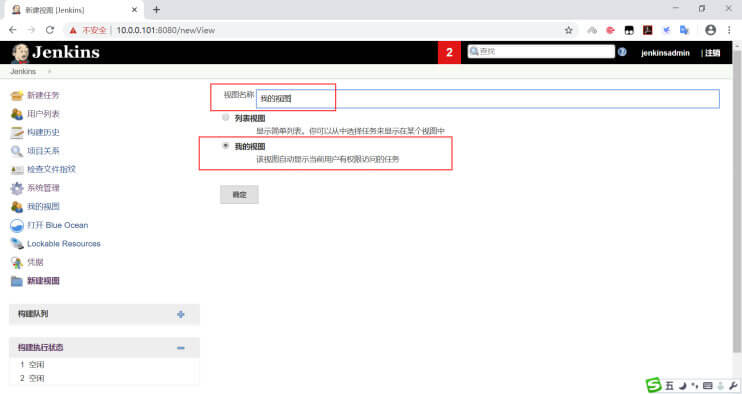 新建视图 [Jenkins]
不安全 | 10.0.0.101:8080/newView
Jenkins
2
查找
jenkinsadmin
| 注销
Jenkins
新建任务
用户列表
构建历史
项目关系
检查文件指纹
系统管理
我的视图
打开 Blue Ocean
Lockable Resources
凭据
新建视图
构建队列
构建执行状态
1 空闲
2 空闲
视图名称 我的视图
列表视图
显示简单列表。你可以从中选择任务来显示在某个视图中
我的视图
该视图自动显示当前用户有权限访问的任务
确定
五